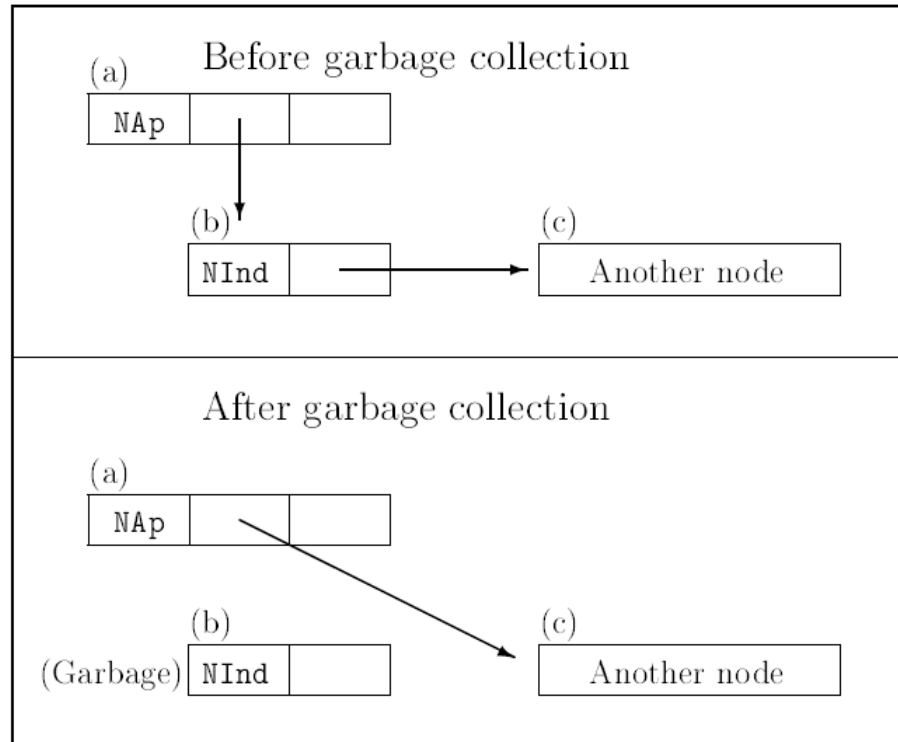 Before garbage collection
(a)
NAp
(b)
(c)
NInd
Another node
After garbage collection
(a)
NAp
(b)
(c)
(Garbage)
NInd
Another node